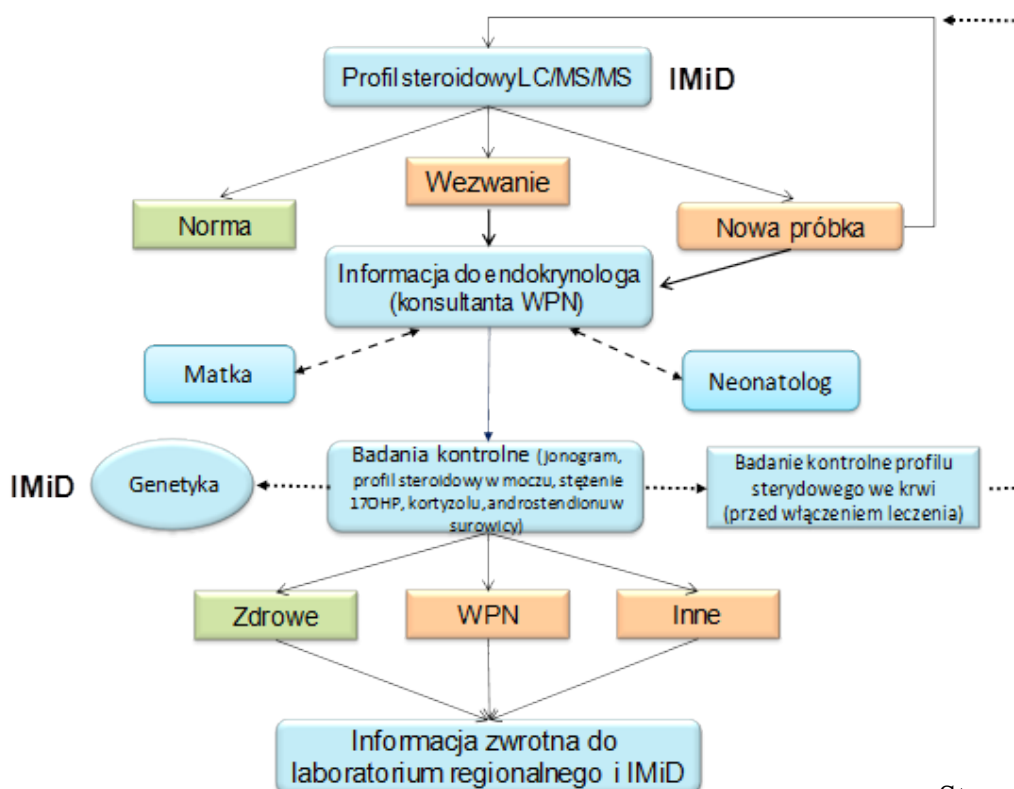 Profil steroidowy LC/MS/MS
IMiD
Wezwanie
Norma
Nowa próbka
Informacja do endokrynologa
(konsultanta WPN)
Matka
Neonatolog
IMiD
Genetyka
Badania kontrolne (jonogram,
profil steroidowy w moczu, stężenie
17OHP, kortyzolu, androstendionu w
surowicy)
Badanie kontrolne profilu
sterydowego we krwi
(przed włączeniem leczenia)
Zdrowe
WPN
Inne
Informacja zwrotna do
laboratorium regionalnego i IMiD